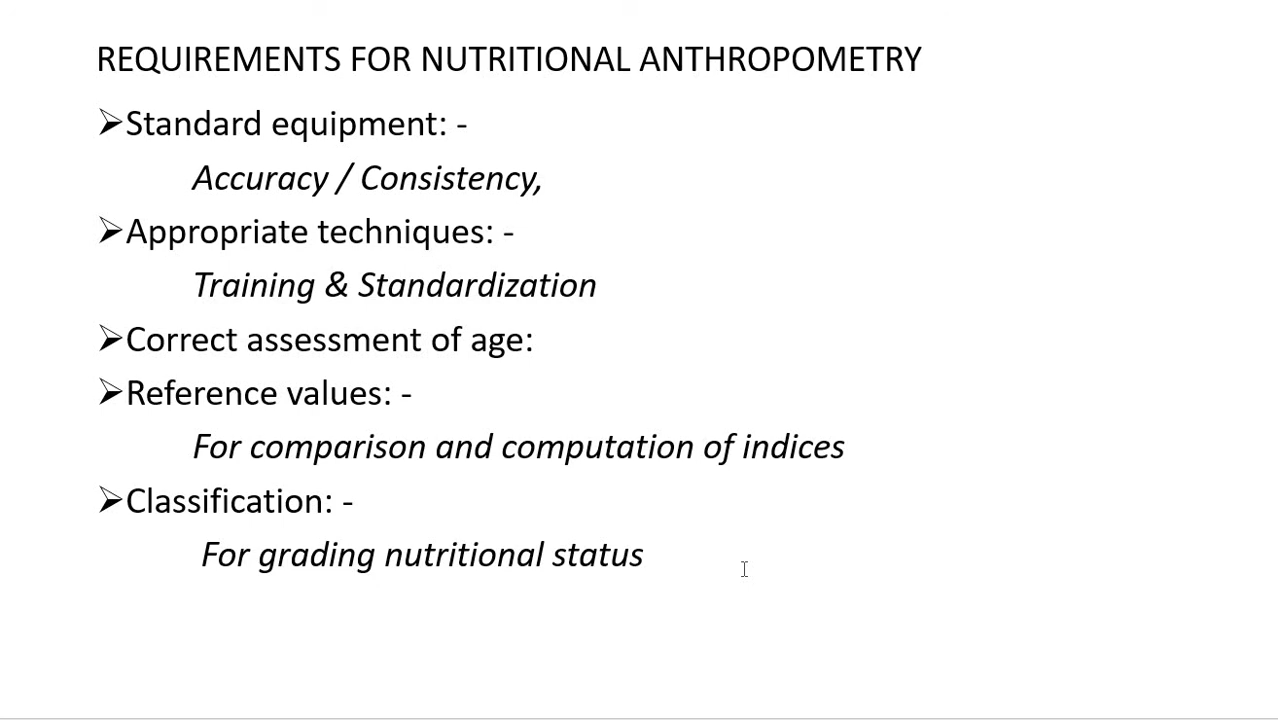 REQUIREMENTS FOR NUTRITIONAL ANTHROPOMETRY
➢Standard equipment: -
Accuracy / Consistency,
➢Appropriate techniques: -
Training & Standardization
➢Correct assessment of age:
➢Reference values: -
For comparison and computation of indices
➢Classification: -
For grading nutritional status